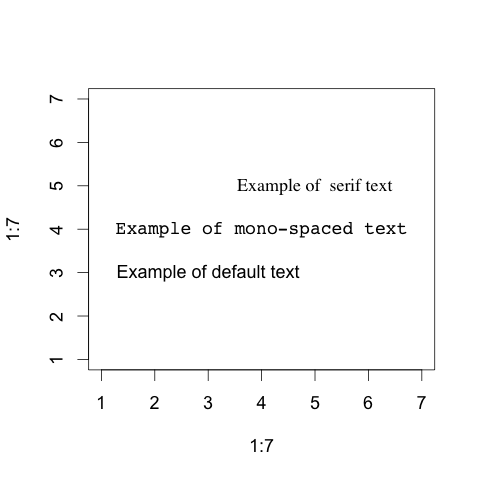 7
6
Example of  serif text
5
Example of mono-spaced text
4
1:7
Example of default text
3
2
1
1 2 3 4 5 6 7
1:7